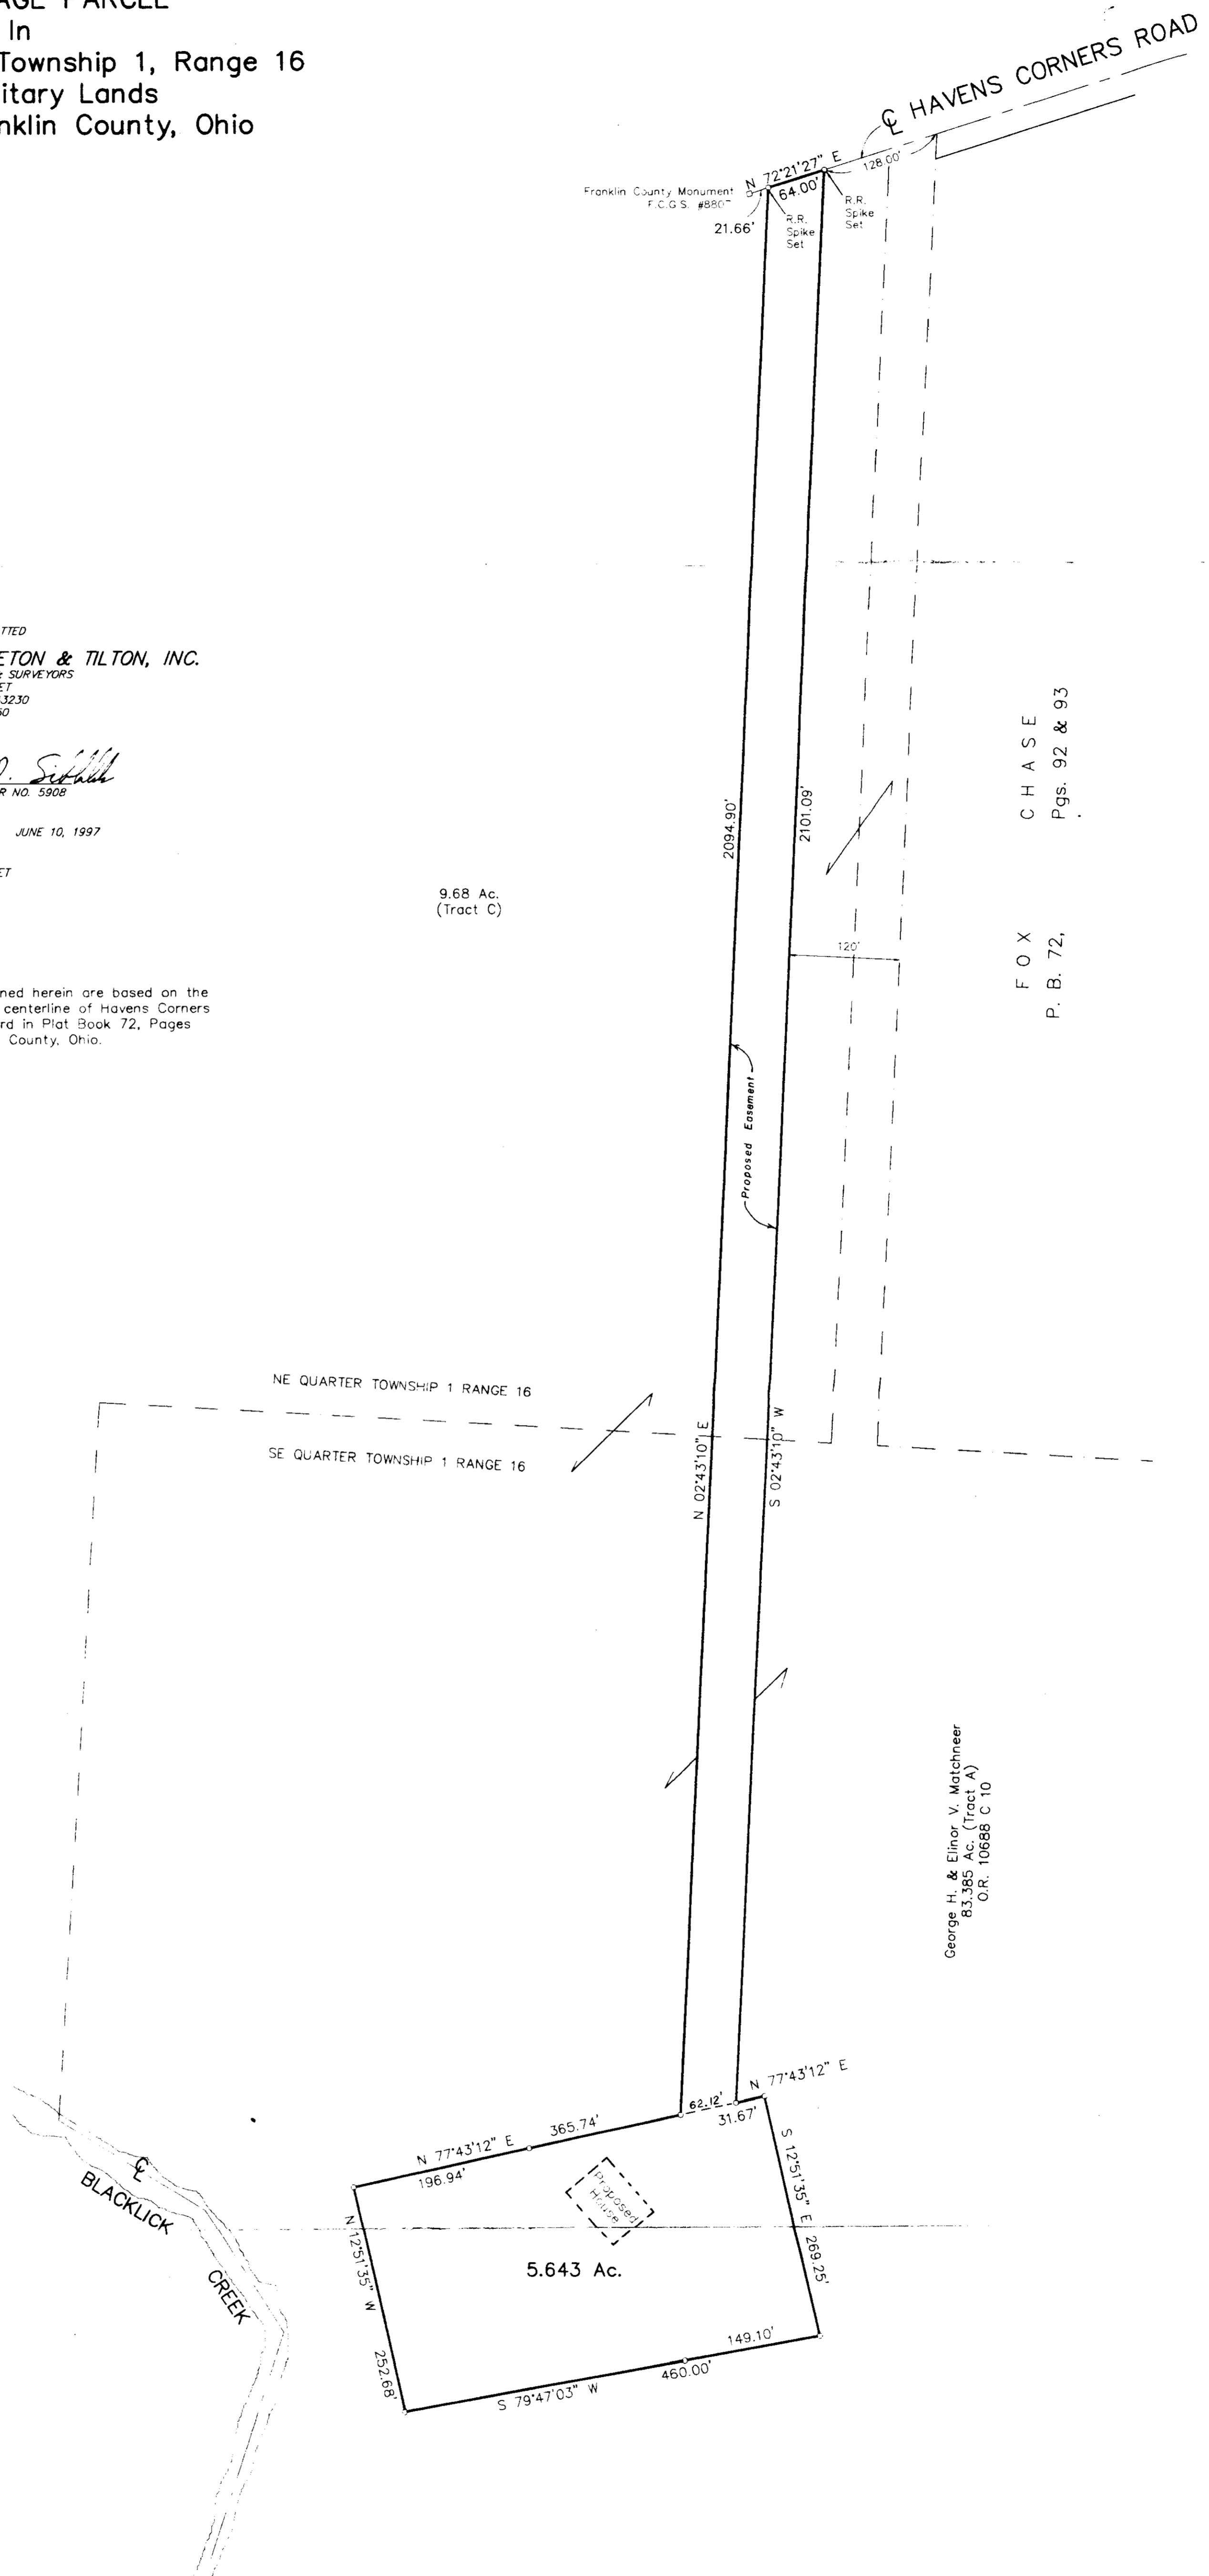 In
Township 1, Range 16
itary Lands
nklin County, Ohio
℄ HAVENS CORNERS ROAD
N 72°21'27" E
128.00'
64.00'
Franklin County Monument
F.C.G.S.
21.66'
R.R.
Spike
Set
R.R.
Spike
Set
TTED
ETON & TILTON, INC.
SURVEYORS
ET
3230
R NO. 5908
JUNE 10, 1997
ET
9.68 Ac.
(Tract C)
2094.90'
2101.09'
FOX CHASE
P. B. 72, Pgs. 92 & 93
120'
ned herein are based on the
centerline of Havens Corners
rd in Plat Book 72, Pages
County, Ohio.
Proposed Easement
NE QUARTER TOWNSHIP 1 RANGE 16
SE QUARTER TOWNSHIP 1 RANGE 16
N 02°43'10" E
S 02°43'10" W
George H. & Elinor V. Matchneer
83.385 Ac. (Tract A)
O.R. 10688 C 10
N 77°43'12" E
62.12'
31.67'
365.74'
N 77°43'12" E
196.94'
S 12°51'35" E 269.25'
Proposed
House
℄
BLACKLICK
CREEK
N 12°51'35" W
252.68'
5.643 Ac.
149.10'
460.00'
S 79°47'03" W